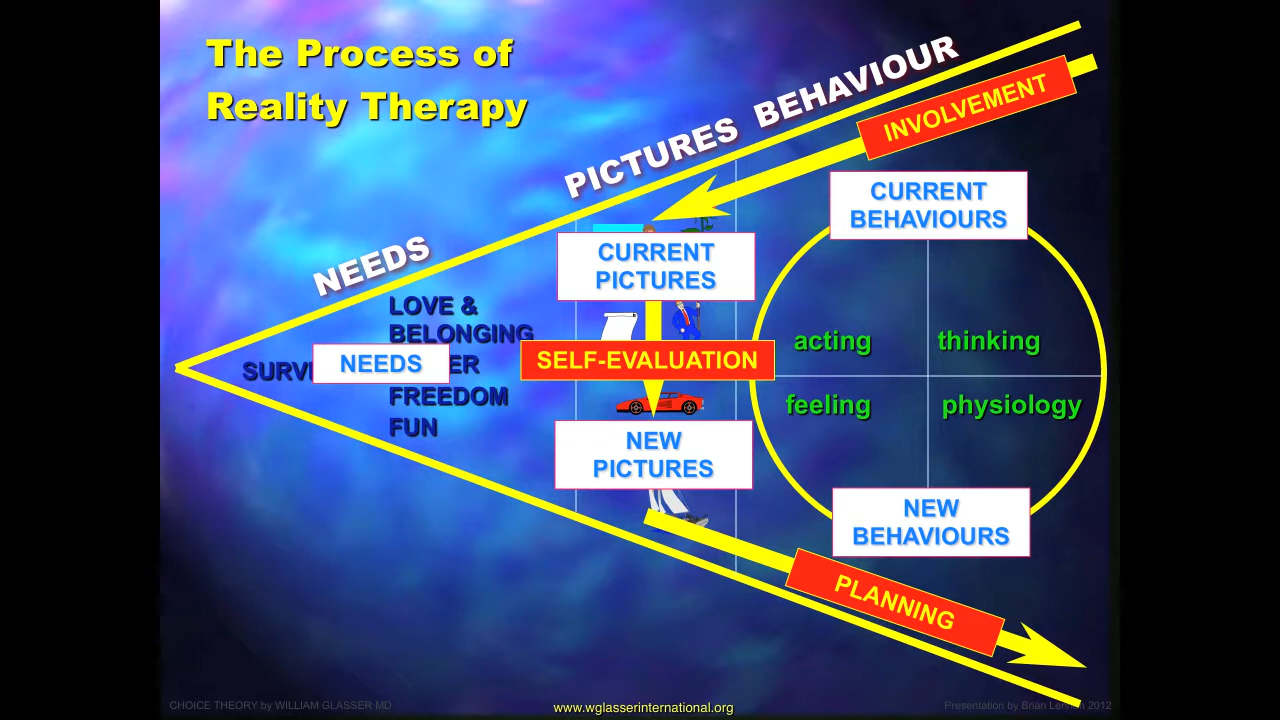 The Process of
Reality Therapy
NEEDS
PICTURES
BEHAVIOUR
INVOLVEMENT
CURRENT
BEHAVIOURS
CURRENT
PICTURES
LOVE &
BELONGING
NEEDS
FREEDOM
FUN
SELF-EVALUATION
acting
thinking
feeling
physiology
NEW
PICTURES
NEW
BEHAVIOURS
PLANNING
CHOICE THEORY by WILLIAM GLASSER MD
www.wglasserinternational.org
Presentation by Brian Lennon 2012